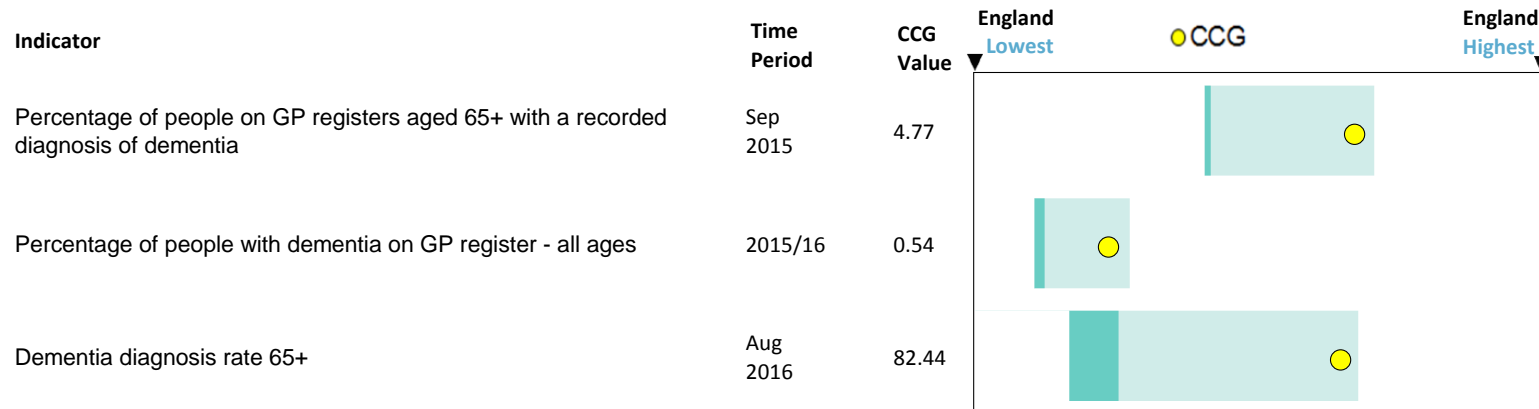 Indicator
Time
Period
CCG
Value
England
Lowest
CCG
England
Highest
Percentage of people on GP registers aged 65+ with a recorded
diagnosis of dementia
Sep
2015
4.77
Percentage of people with dementia on GP register - all ages
2015/16
0.54
Dementia diagnosis rate 65+
Aug
2016
82.44